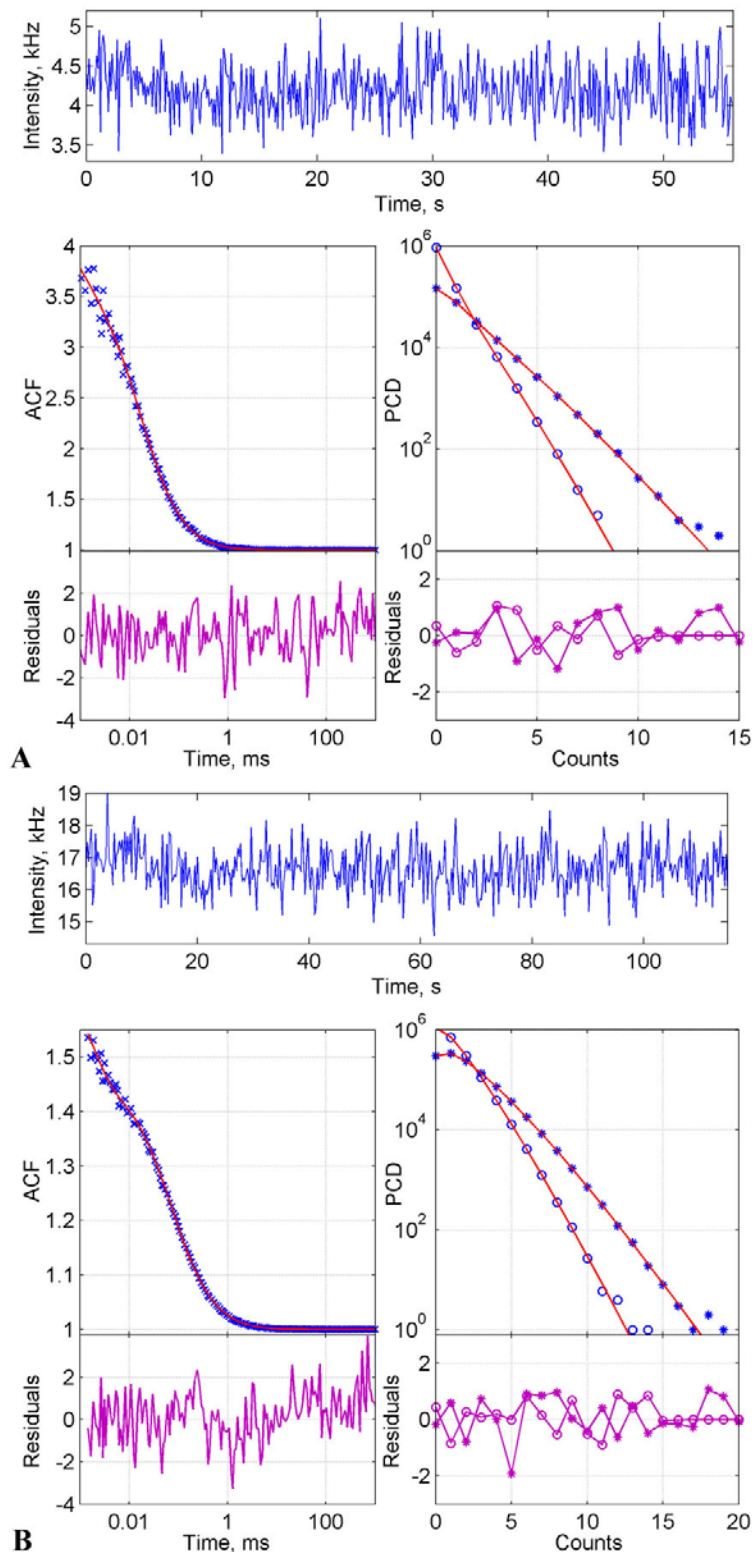 Intensity, kHz
5
4.5
4
3.5
0 10 20 30 40 50
Time, s
ACF
4
3.5
3
2.5
2
1.5
1
PCD
10^6
10^4
10^2
10^0
Residuals
2
0
-2
-4
0.01 1 100
Time, ms
Residuals
2
0
-2
0 5 10 15
Counts
A
Intensity, kHz
19
18
17
16
15
0 20 40 60 80 100
Time, s
ACF
1.5
1.4
1.3
1.2
1.1
1
PCD
10^6
10^4
10^2
10^0
Residuals
2
0
-2
-4
0.01 1 100
Time, ms
Residuals
2
0
-2
0 5 10 15 20
Counts
B